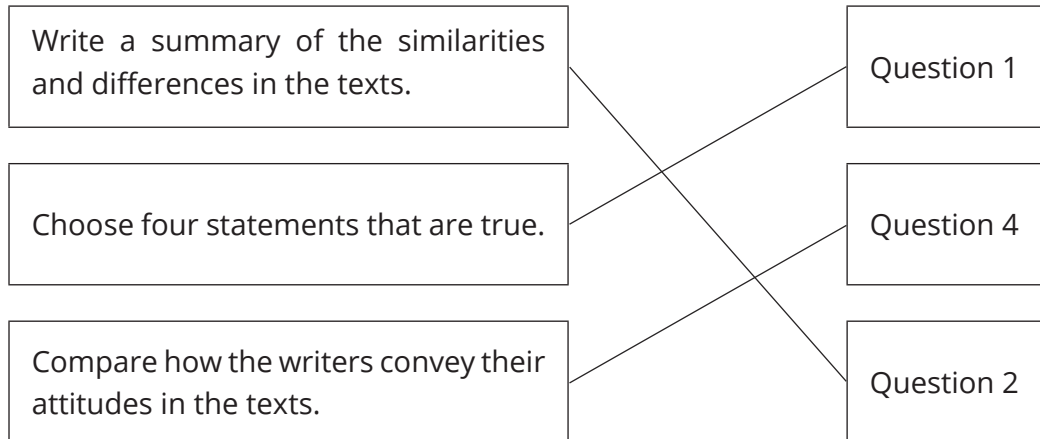 Write a summary of the similarities
and differences in the texts.
Question 1
Choose four statements that are true.
Question 4
Compare how the writers convey their
attitudes in the texts.
Question 2